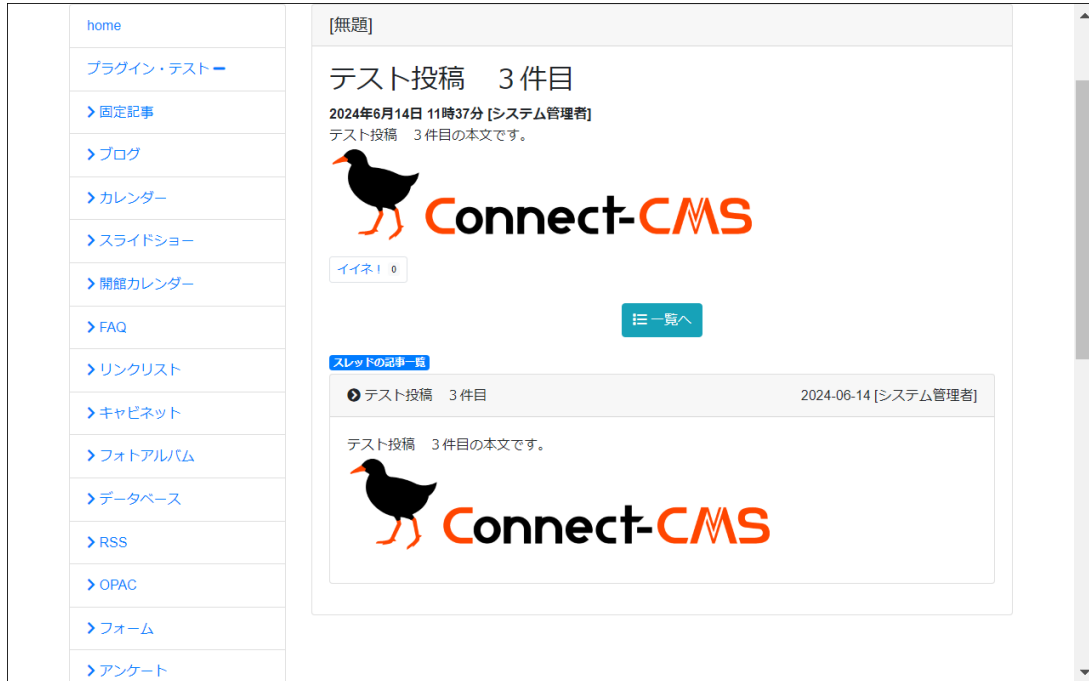 home
プラグイン・テスト
固定記事
ブログ
カレンダー
スライドショー
開館カレンダー
FAQ
リンクリスト
キャビネット
フォトアルバム
データベース
RSS
OPAC
フォーム
アンケート
[無題]
テスト投稿　３件目
2024年6月14日 11時37分 [システム管理者]
テスト投稿　３件目の本文です。
Connect-CMS
イイネ！ 0
一覧へ
スレッドの記事一覧
テスト投稿　３件目 2024-06-14 [システム管理者]
テスト投稿　３件目の本文です。
Connect-CMS